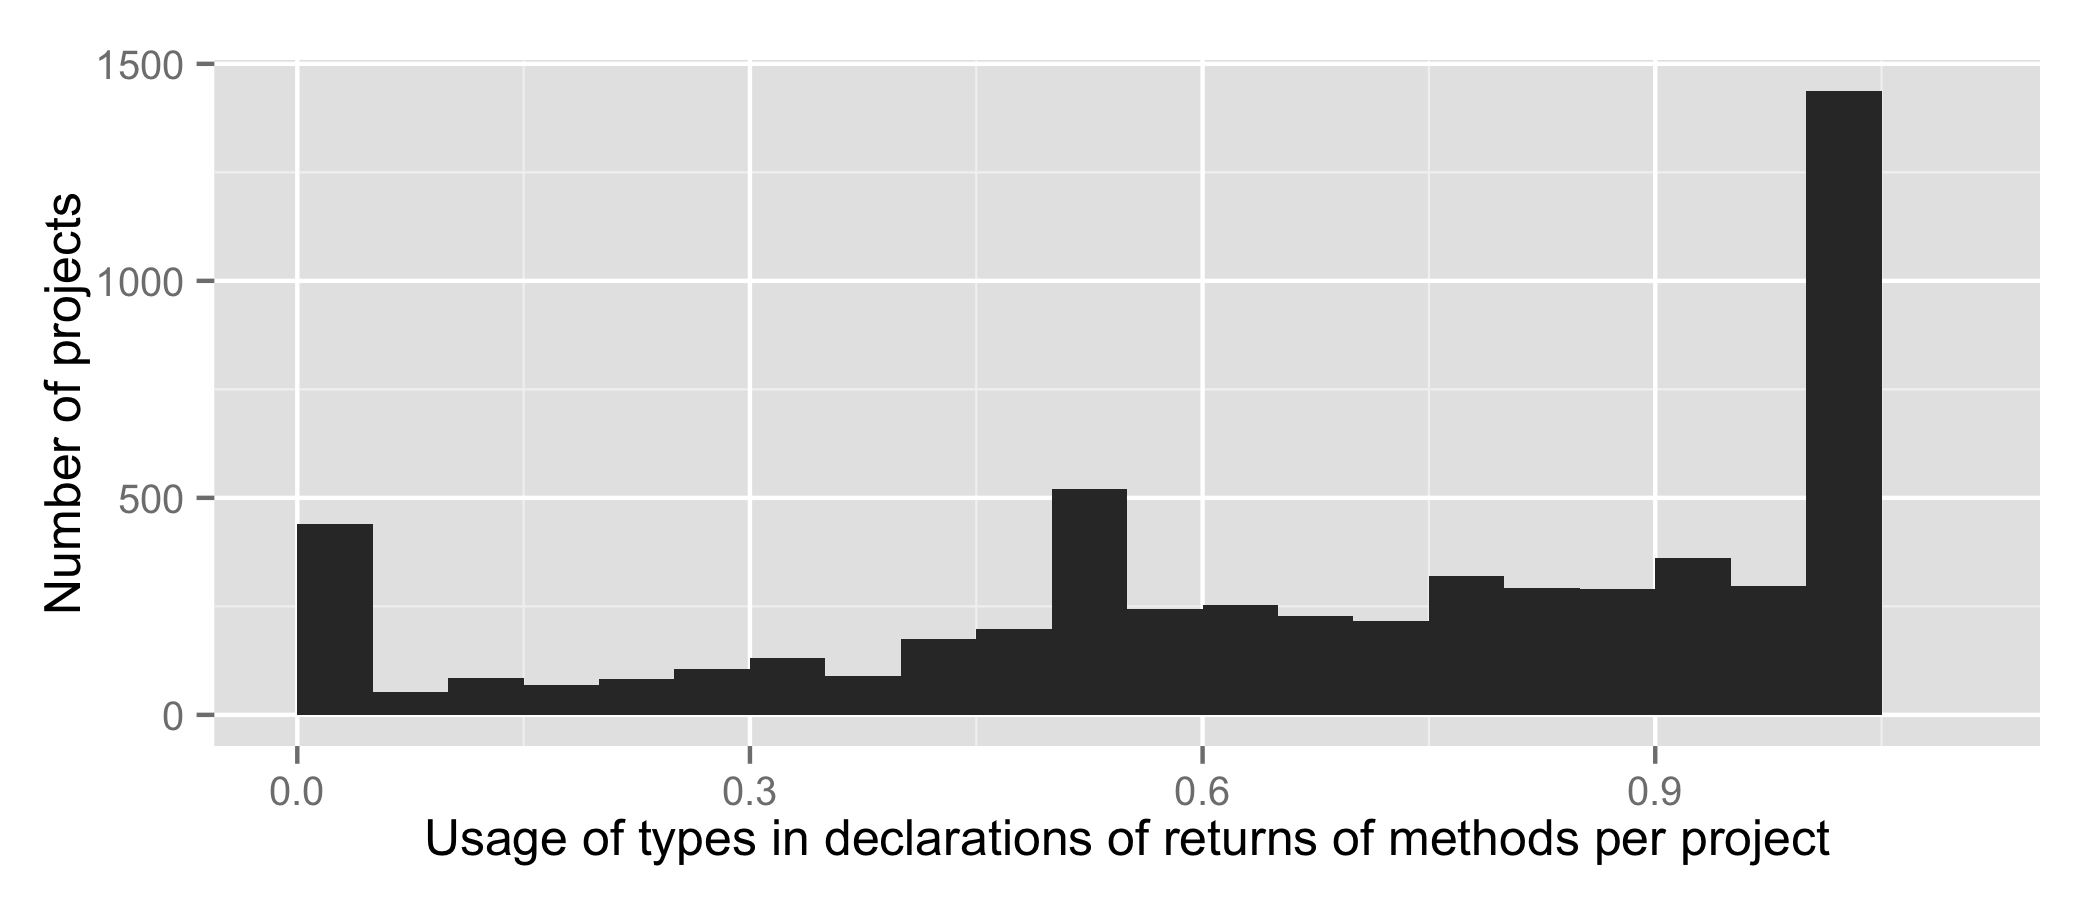 1500
1000
500
0
Number of projects
0.0 0.3 0.6 0.9
Usage of types in declarations of returns of methods per project